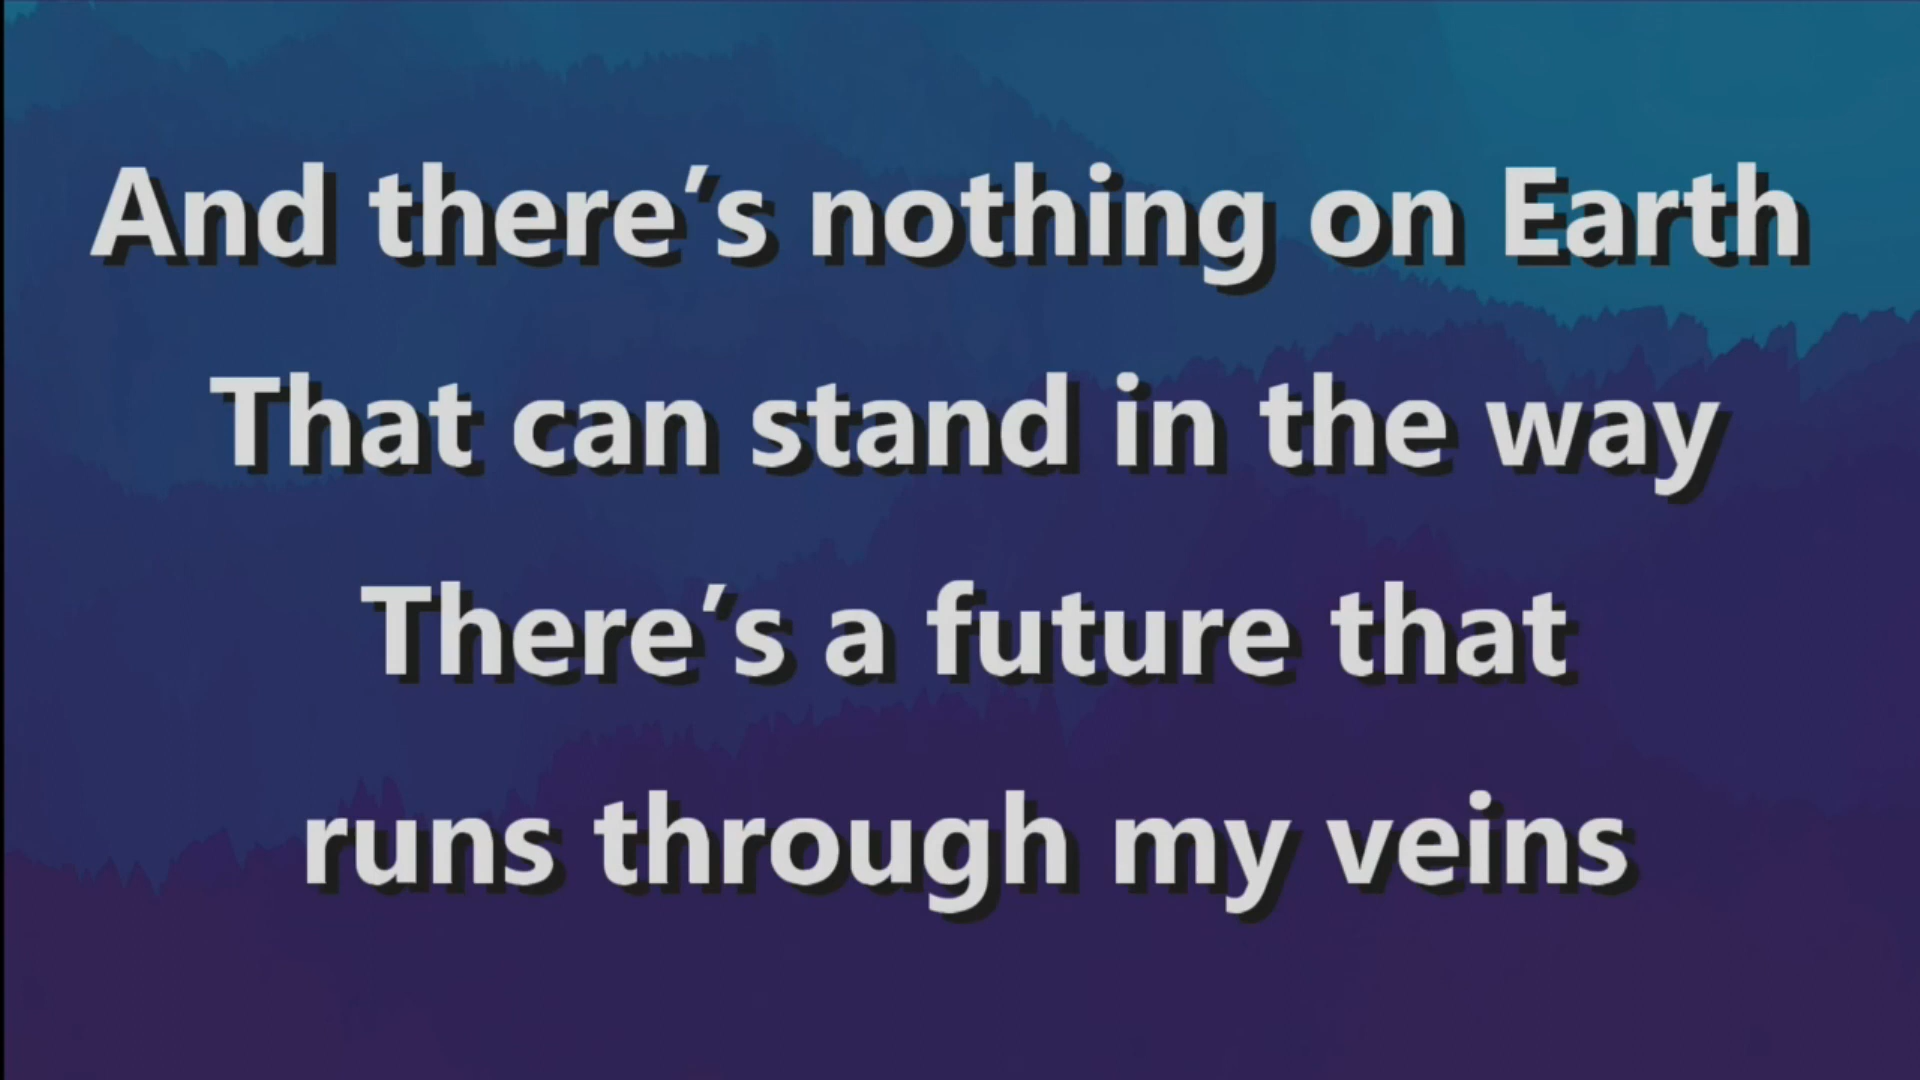 And there’s nothing on Earth
That can stand in the way
There’s a future that
runs through my veins